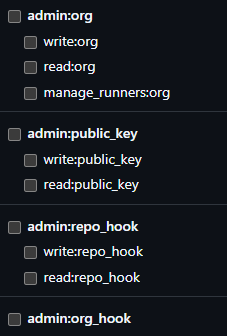 admin:org
write:org
read:org
manage_runners:org
admin:public_key
write:public_key
read:public_key
admin:repo_hook
write:repo_hook
read:repo_hook
admin:org_hook